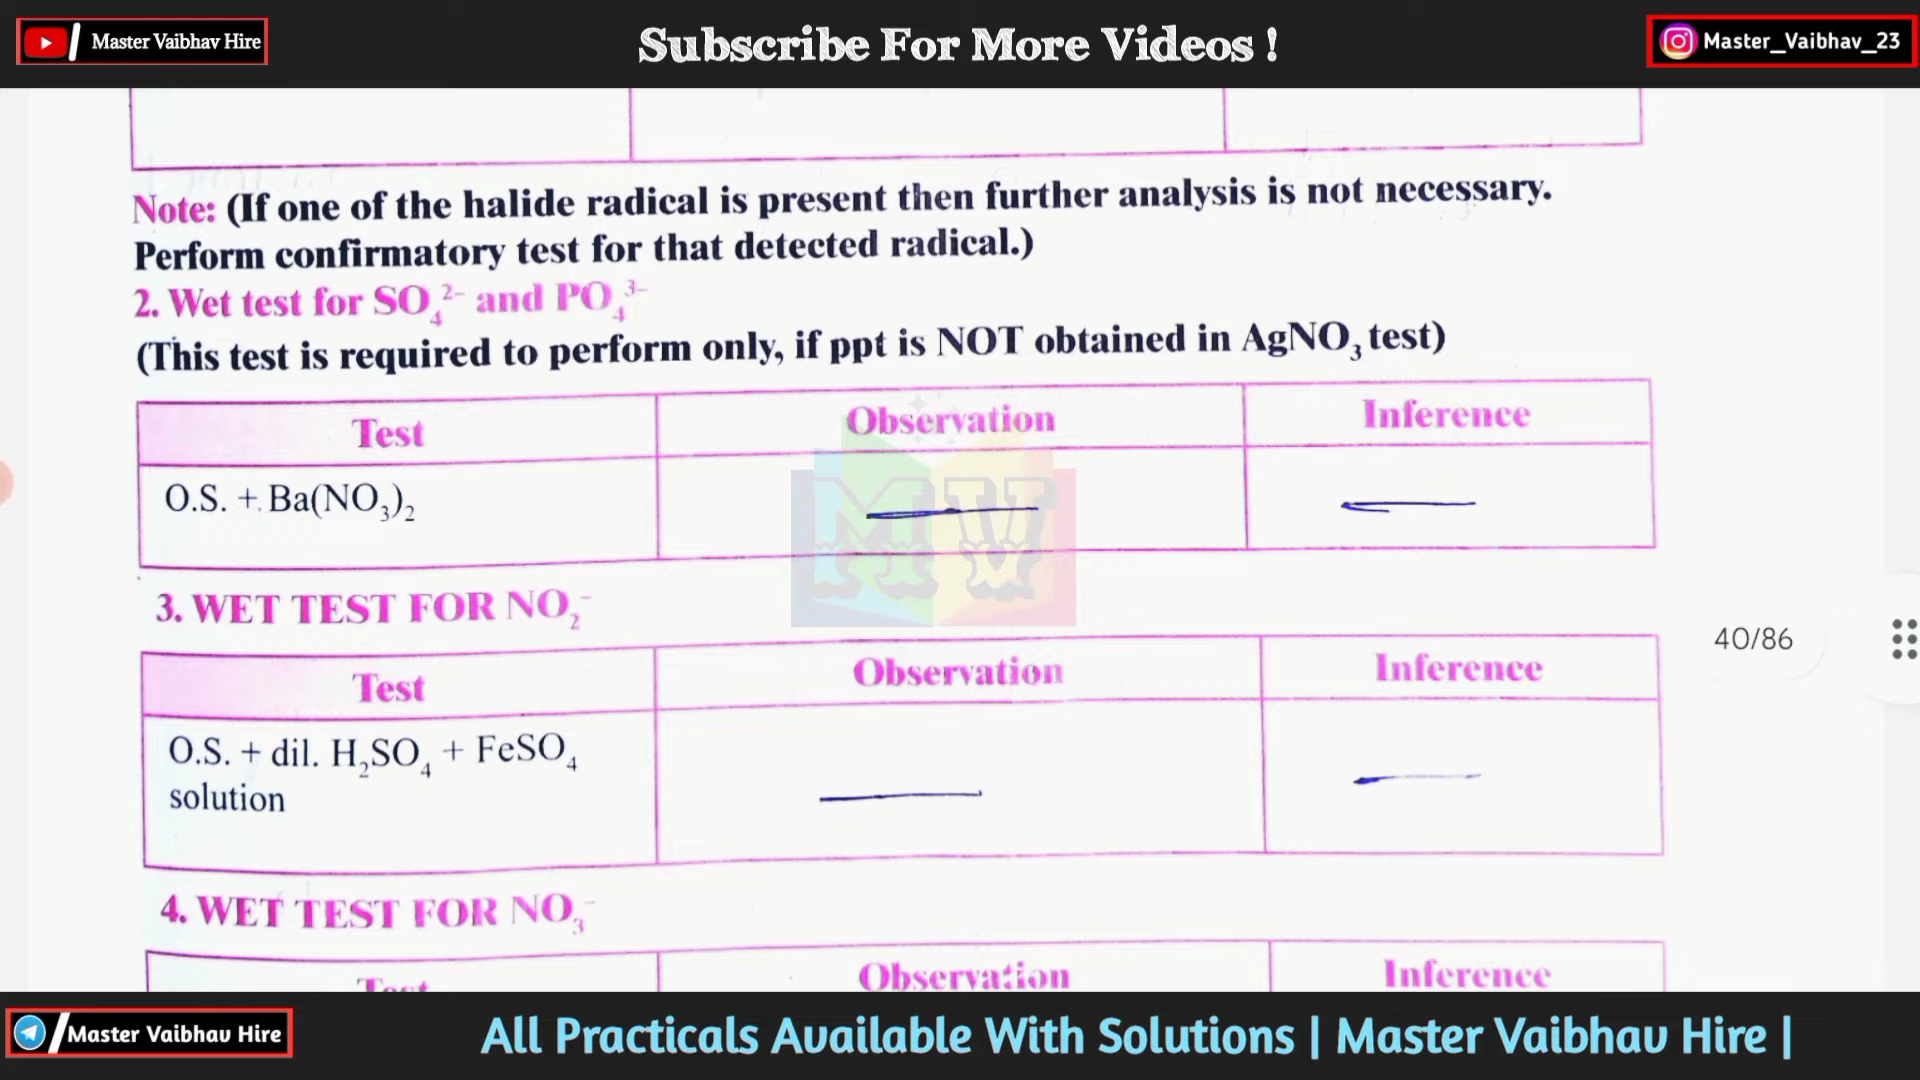 Master Vaibhav Hire
Subscribe For More Videos !
Master_Vaibhav_23
Note: (If one of the halide radical is present then further analysis is not necessary.
Perform confirmatory test for that detected radical.)
2. Wet test for SO₄²⁻ and PO₄³⁻
(This test is required to perform only, if ppt is NOT obtained in AgNO₃ test)
Test Observation Inference
O.S. + Ba(NO₃)₂
MV
MV
3. WET TEST FOR NO₂⁻
40/86
Test Observation Inference
O.S. + dil. H₂SO₄ + FeSO₄
solution
4. WET TEST FOR NO₃⁻
Test Observation Inference
Master Vaibhav Hire
All Practicals Available With Solutions | Master Vaibhav Hire |